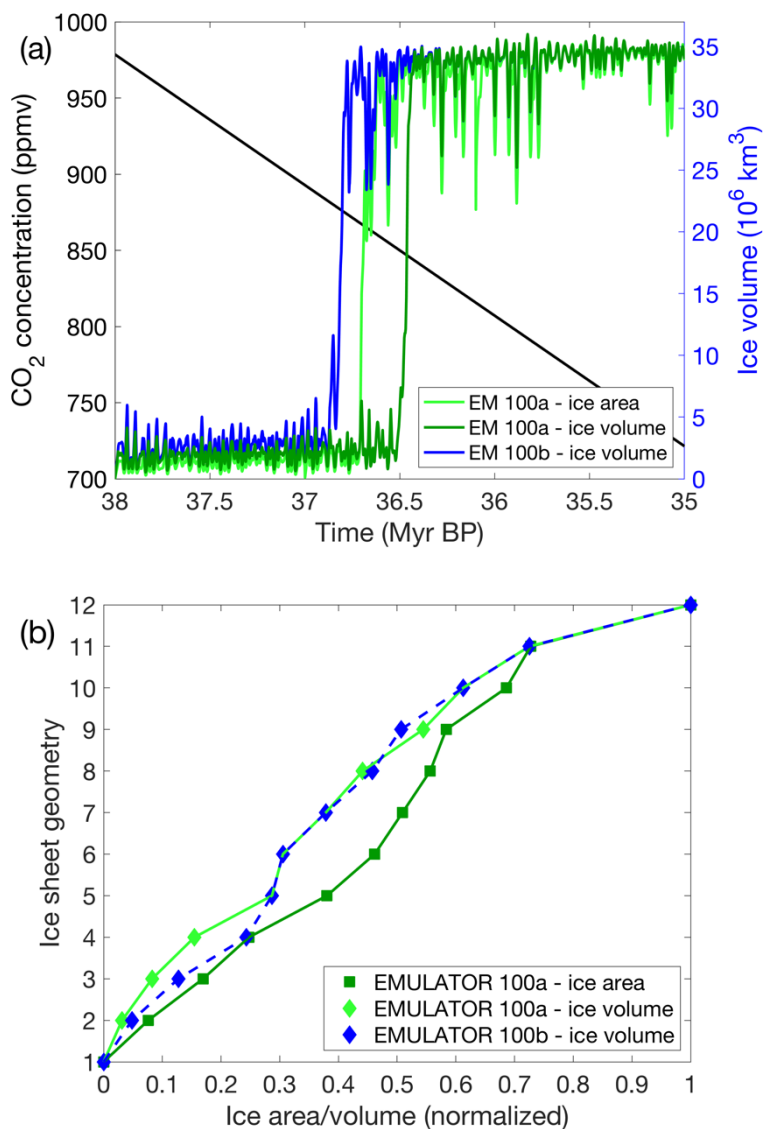 (a)
CO2 concentration (ppmv)
1000
950
900
850
800
750
700
35
30
25
20
15
10
5
0
Ice volume (10^6 km^3)
EM 100a - ice area
EM 100a - ice volume
EM 100b - ice volume
38 37.5 37 36.5 36 35.5 35
Time (Myr BP)
(b)
Ice sheet geometry
12
11
10
9
8
7
6
5
4
3
2
1
EMULATOR 100a - ice area
EMULATOR 100a - ice volume
EMULATOR 100b - ice volume
0 0.1 0.2 0.3 0.4 0.5 0.6 0.7 0.8 0.9 1
Ice area/volume (normalized)